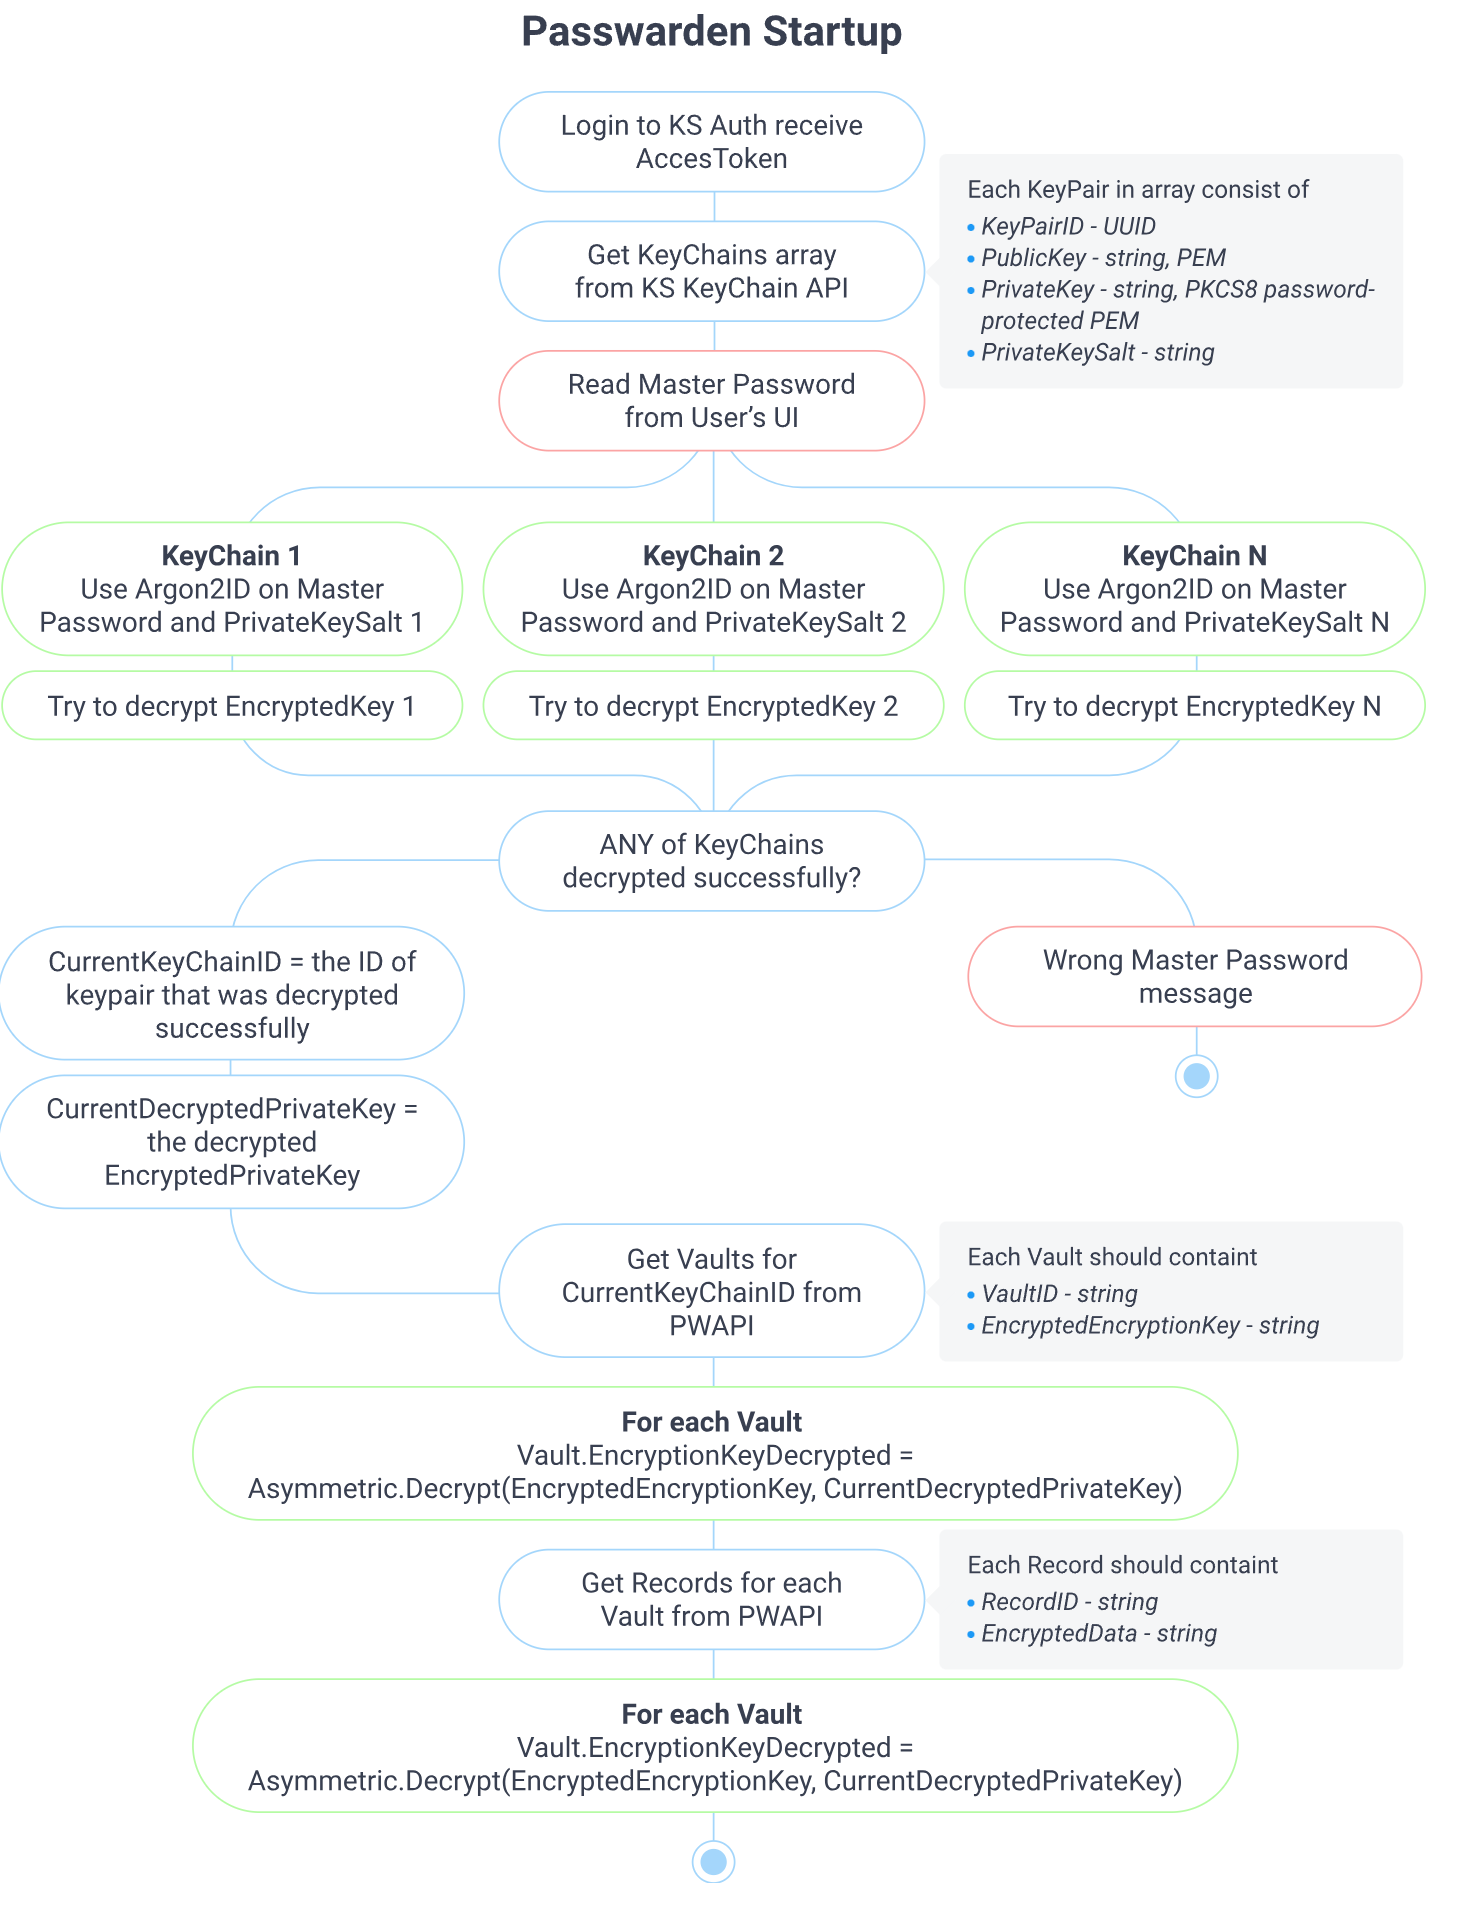 Passwarden Startup
Login to KS Auth receive
AccesToken
Each KeyPair in array consist of
• KeyPairID - UUID
• PublicKey - string, PEM
• PrivateKey - string, PKCS8 password-
protected PEM
• PrivateKeySalt - string
Get KeyChains array
from KS KeyChain API
Read Master Password
from User’s UI
KeyChain 1
Use Argon2ID on Master
Password and PrivateKeySalt 1
KeyChain 2
Use Argon2ID on Master
Password and PrivateKeySalt 2
KeyChain N
Use Argon2ID on Master
Password and PrivateKeySalt N
Try to decrypt EncryptedKey 1
Try to decrypt EncryptedKey 2
Try to decrypt EncryptedKey N
ANY of KeyChains
decrypted successfully?
CurrentKeyChainID = the ID of
keypair that was decrypted
successfully
Wrong Master Password
message
CurrentDecryptedPrivateKey =
the decrypted
EncryptedPrivateKey
Get Vaults for
CurrentKeyChainID from
PWAPI
Each Vault should containt
• VaultID - string
• EncryptedEncryptionKey - string
For each Vault
Vault.EncryptionKeyDecrypted =
Asymmetric.Decrypt(EncryptedEncryptionKey, CurrentDecryptedPrivateKey)
Get Records for each
Vault from PWAPI
Each Record should containt
• RecordID - string
• EncryptedData - string
For each Vault
Vault.EncryptionKeyDecrypted =
Asymmetric.Decrypt(EncryptedEncryptionKey, CurrentDecryptedPrivateKey)